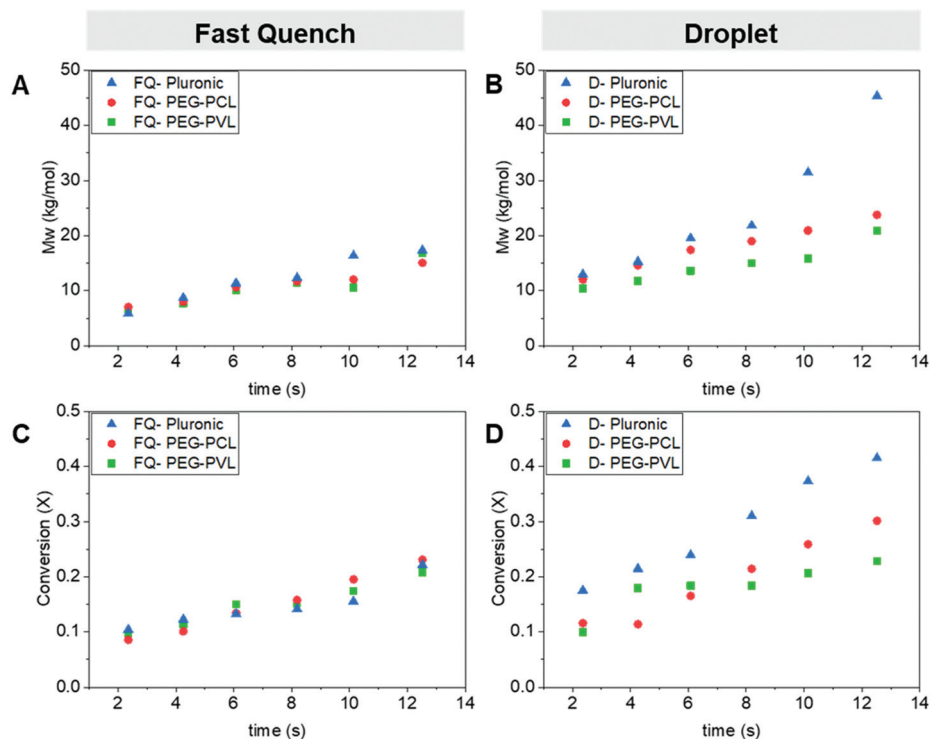 Fast Quench
Droplet
A
50
40
30
20
10
0
Mw (kg/mol)
FQ- Pluronic
FQ- PEG-PCL
FQ- PEG-PVL
2 4 6 8 10 12 14
time (s)
B
50
40
30
20
10
0
Mw (kg/mol)
D- Pluronic
D- PEG-PCL
D- PEG-PVL
2 4 6 8 10 12 14
time (s)
C
0.5
0.4
0.3
0.2
0.1
0.0
Conversion (X)
FQ- Pluronic
FQ- PEG-PCL
FQ- PEG-PVL
2 4 6 8 10 12 14
time (s)
D
0.5
0.4
0.3
0.2
0.1
0.0
Conversion (X)
D- Pluronic
D- PEG-PCL
D- PEG-PVL
2 4 6 8 10 12 14
time (s)